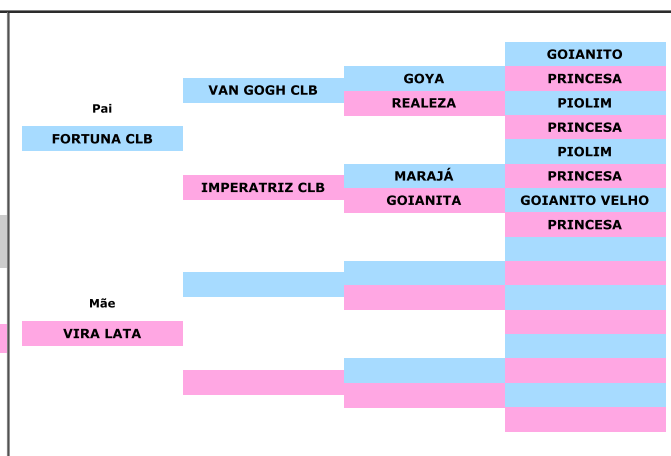 GOIANITO
GOYA
PRINCESA
VAN GOGH CLB
REALEZA
PIOLIM
Pai
PRINCESA
FORTUNA CLB
PIOLIM
MARAJÁ
PRINCESA
IMPERATRIZ CLB
GOIANITA
GOIANITO VELHO
PRINCESA
Mãe
VIRA LATA